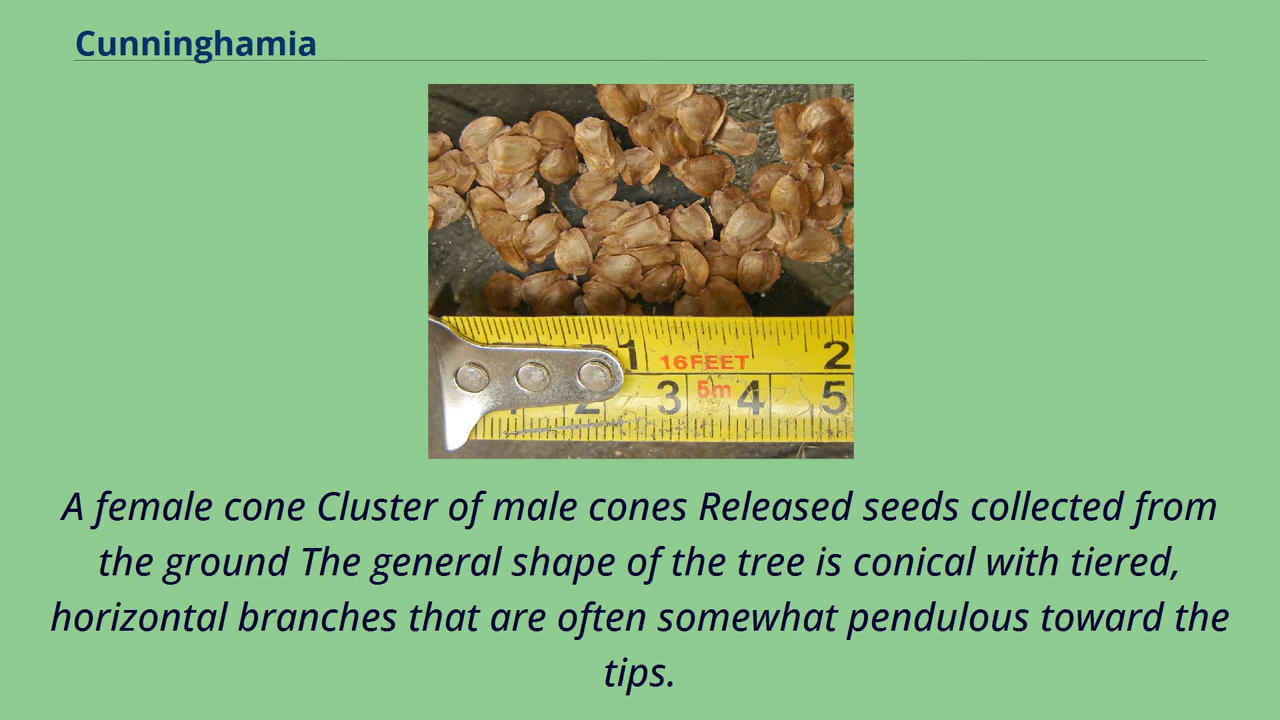 Cunninghamia
1 16FEET 2
2 3 5m 4 5
A female cone Cluster of male cones Released seeds collected from
the ground The general shape of the tree is conical with tiered,
horizontal branches that are often somewhat pendulous toward the
tips.